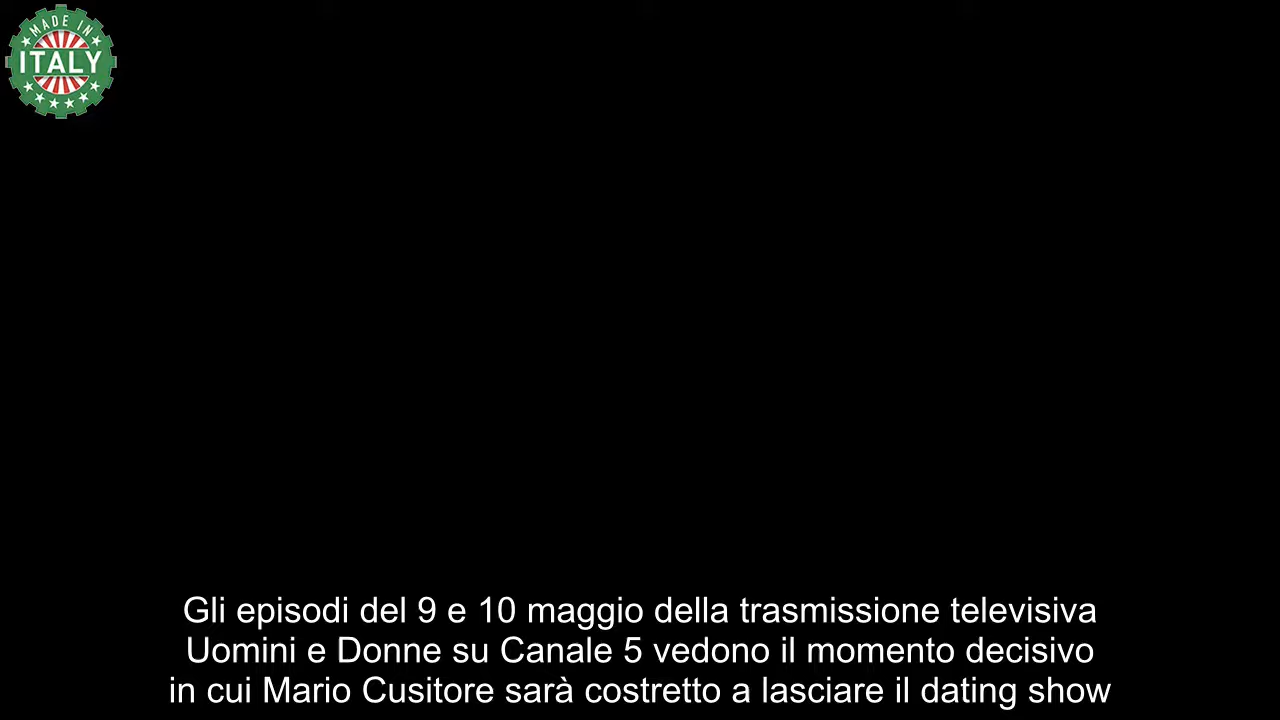 MADE IN
ITALY
Gli episodi del 9 e 10 maggio della trasmissione televisiva
Uomini e Donne su Canale 5 vedono il momento decisivo
in cui Mario Cusitore sarà costretto a lasciare il dating show